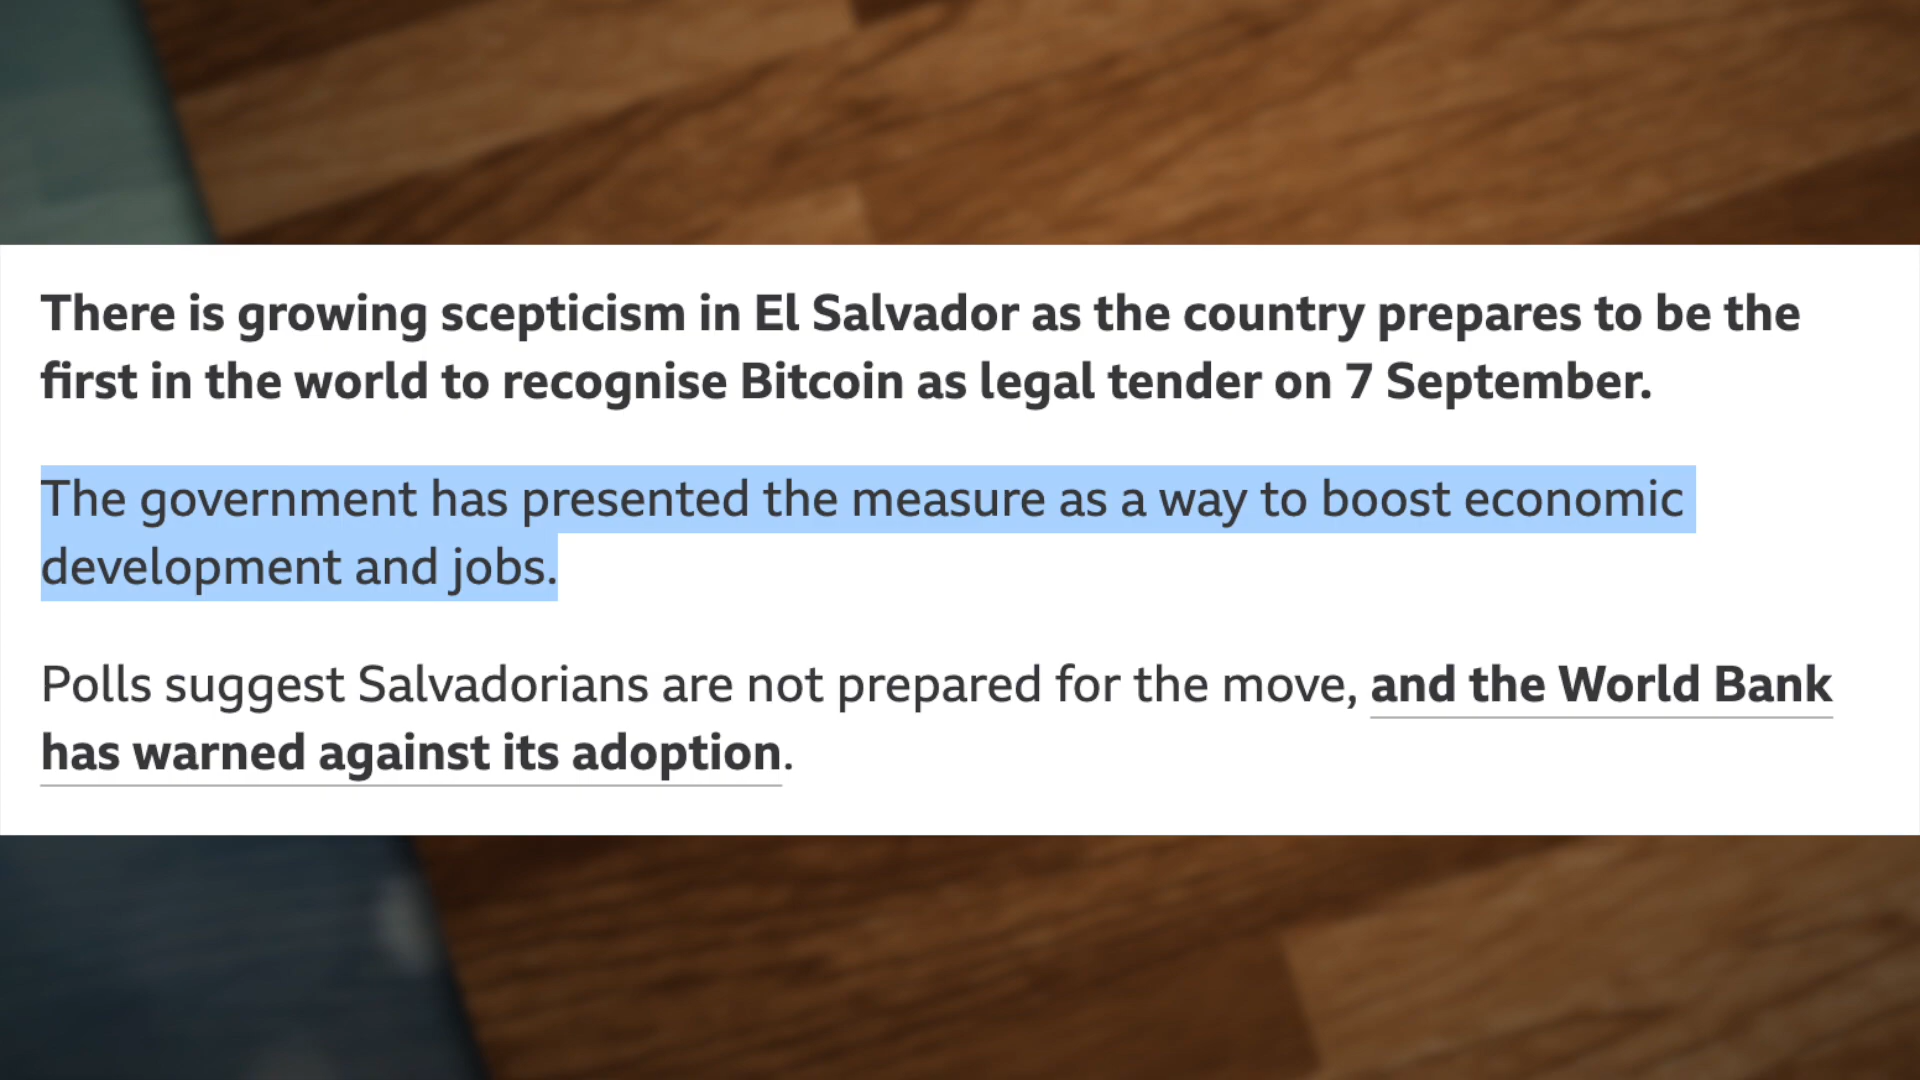 There is growing scepticism in El Salvador as the country prepares to be the
first in the world to recognise Bitcoin as legal tender on 7 September.
The government has presented the measure as a way to boost economic
development and jobs.
Polls suggest Salvadorians are not prepared for the move, and the World Bank
has warned against its adoption.